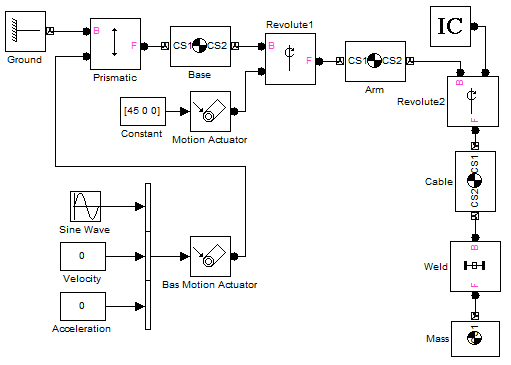 Ground
B
F
Prismatic
CS1 CS2
Base
Revolute1
B
F
CS1 CS2
Arm
IC
Revolute2
B
F
[45 0 0]
Constant
Motion Actuator
Cable
CS2 CS1
Sine Wave
0
Velocity
0
Acceleration
Bas Motion Actuator
Weld
B
F
Mass